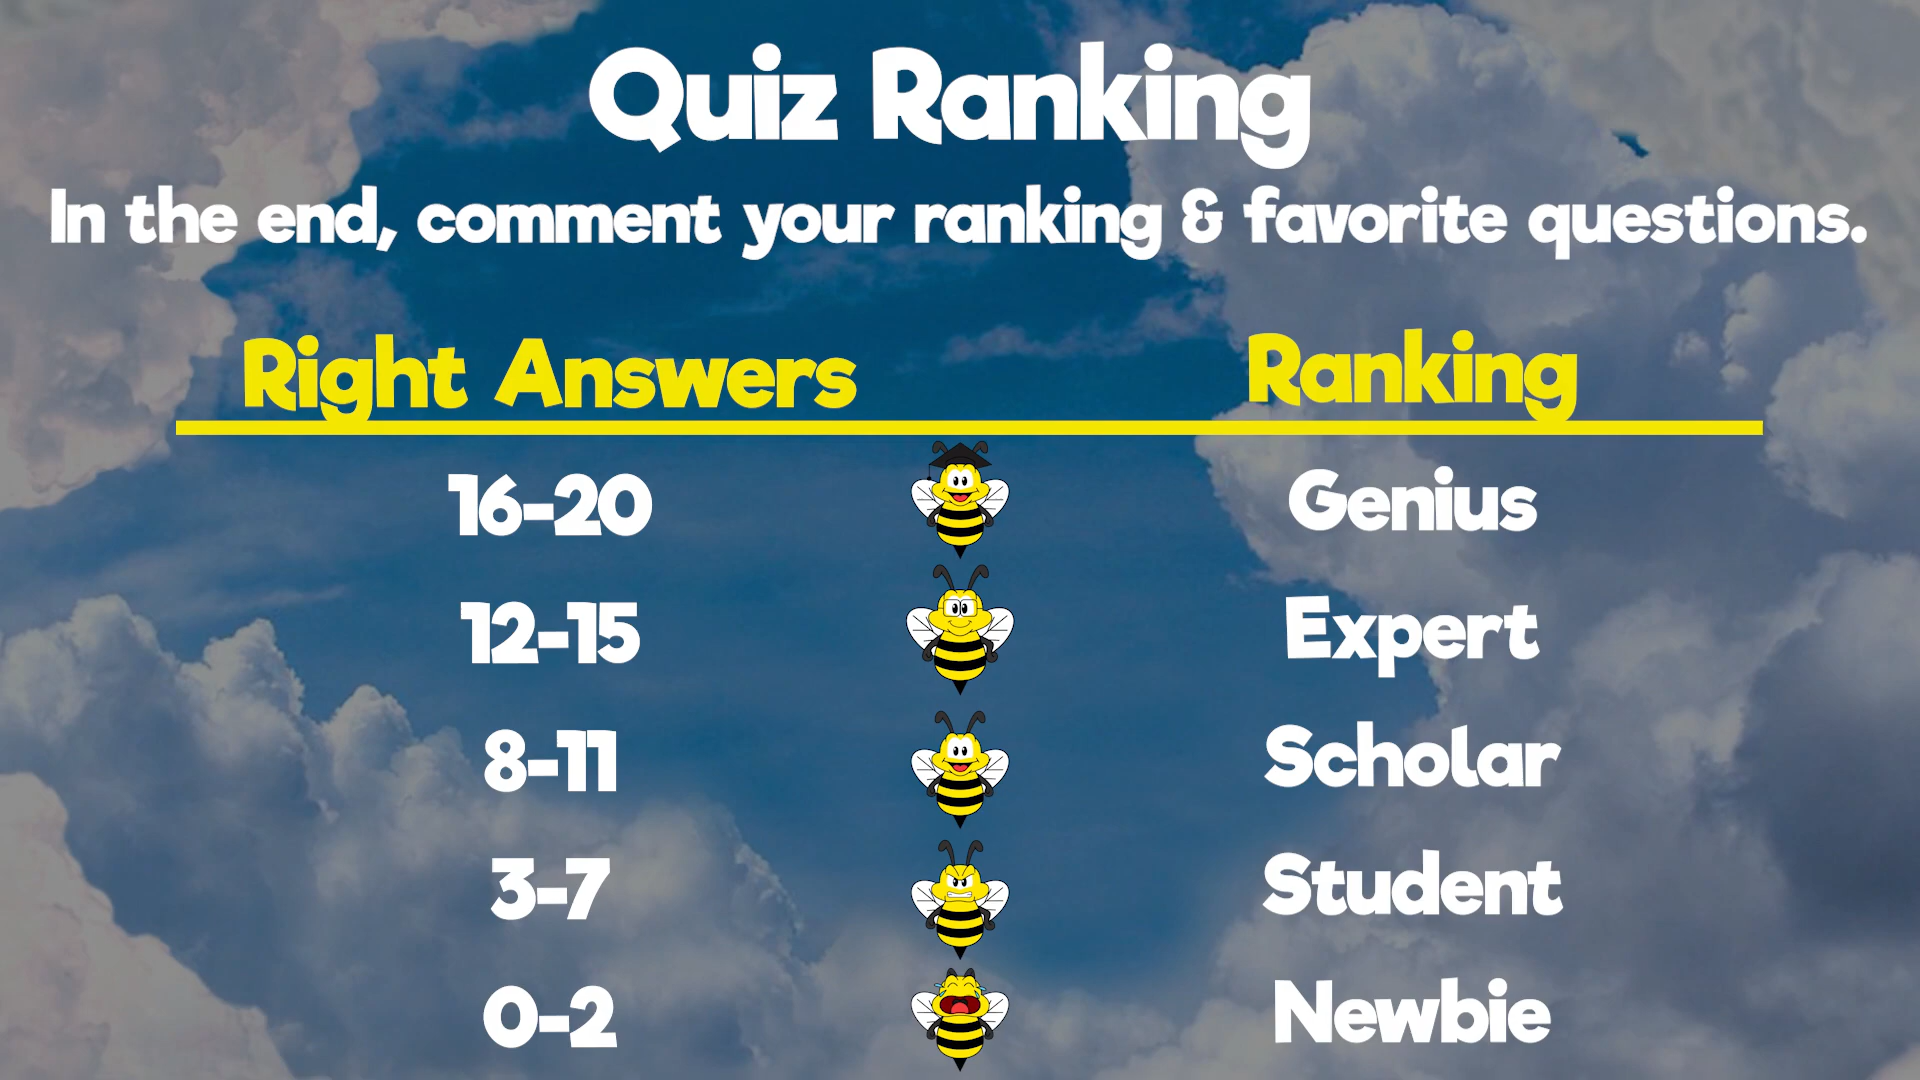 Quiz Ranking
In the end, comment your ranking & favorite questions.
Right Answers Ranking
16-20 Genius
12-15 Expert
8-11 Scholar
3-7 Student
0-2 Newbie